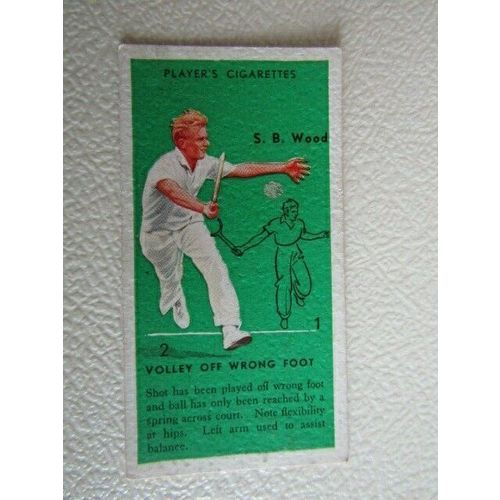 PLAYER'S CIGARETTES
S. B. Wood
1
2
VOLLEY OFF WRONG FOOT
Shot has been played off wrong foot
and ball has only been reached by a
spring across court. Note flexibility
at hips. Left arm used to assist
balance.